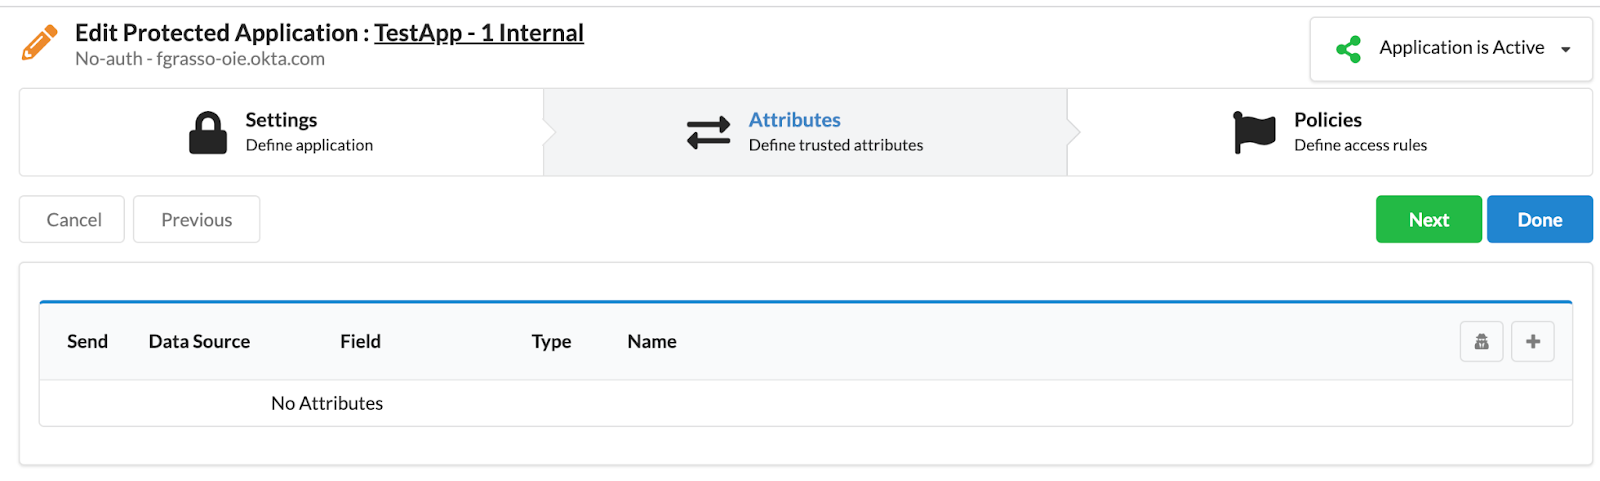 Edit Protected Application : TestApp - 1 Internal
No-auth - fgrasso-oie.okta.com
Application is Active
Settings
Define application
Attributes
Define trusted attributes
Policies
Define access rules
Cancel Previous Next Done
Send Data Source Field Type Name
No Attributes